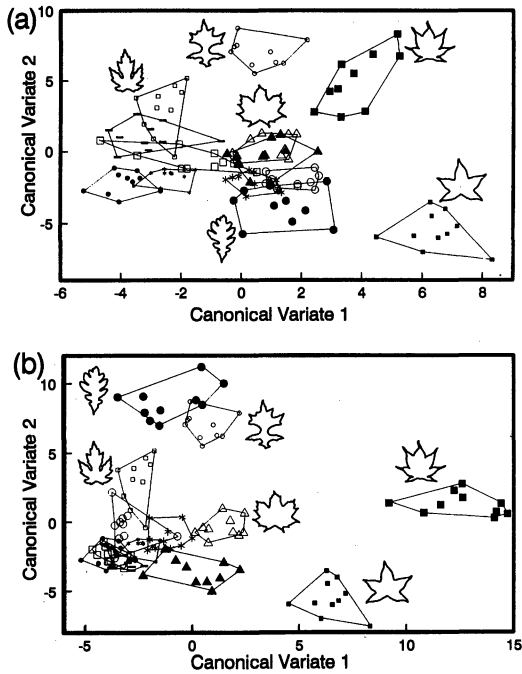 (a)
Canonical Variate 2
10
5
0
-5
-6 -4 -2 0 2 4 6 8
Canonical Variate 1
(b)
Canonical Variate 2
10
5
0
-5
-5 0 5 10 15
Canonical Variate 1